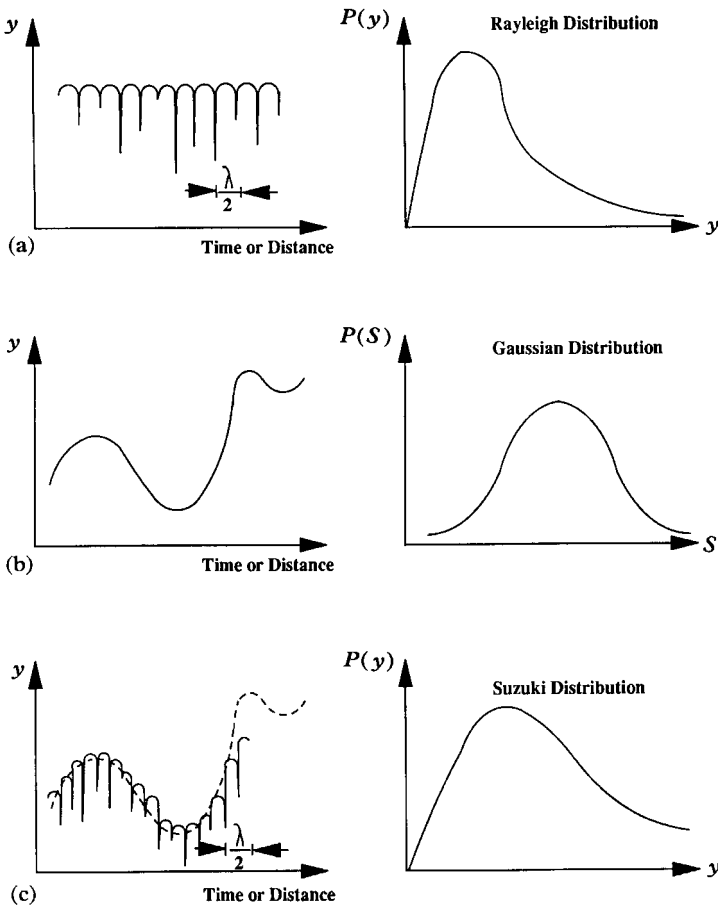 y
P(y)
Rayleigh Distribution
λ
2
(a)
Time or Distance
y
y
P(S)
Gaussian Distribution
(b)
Time or Distance
S
y
P(y)
Suzuki Distribution
λ
2
(c)
Time or Distance
y